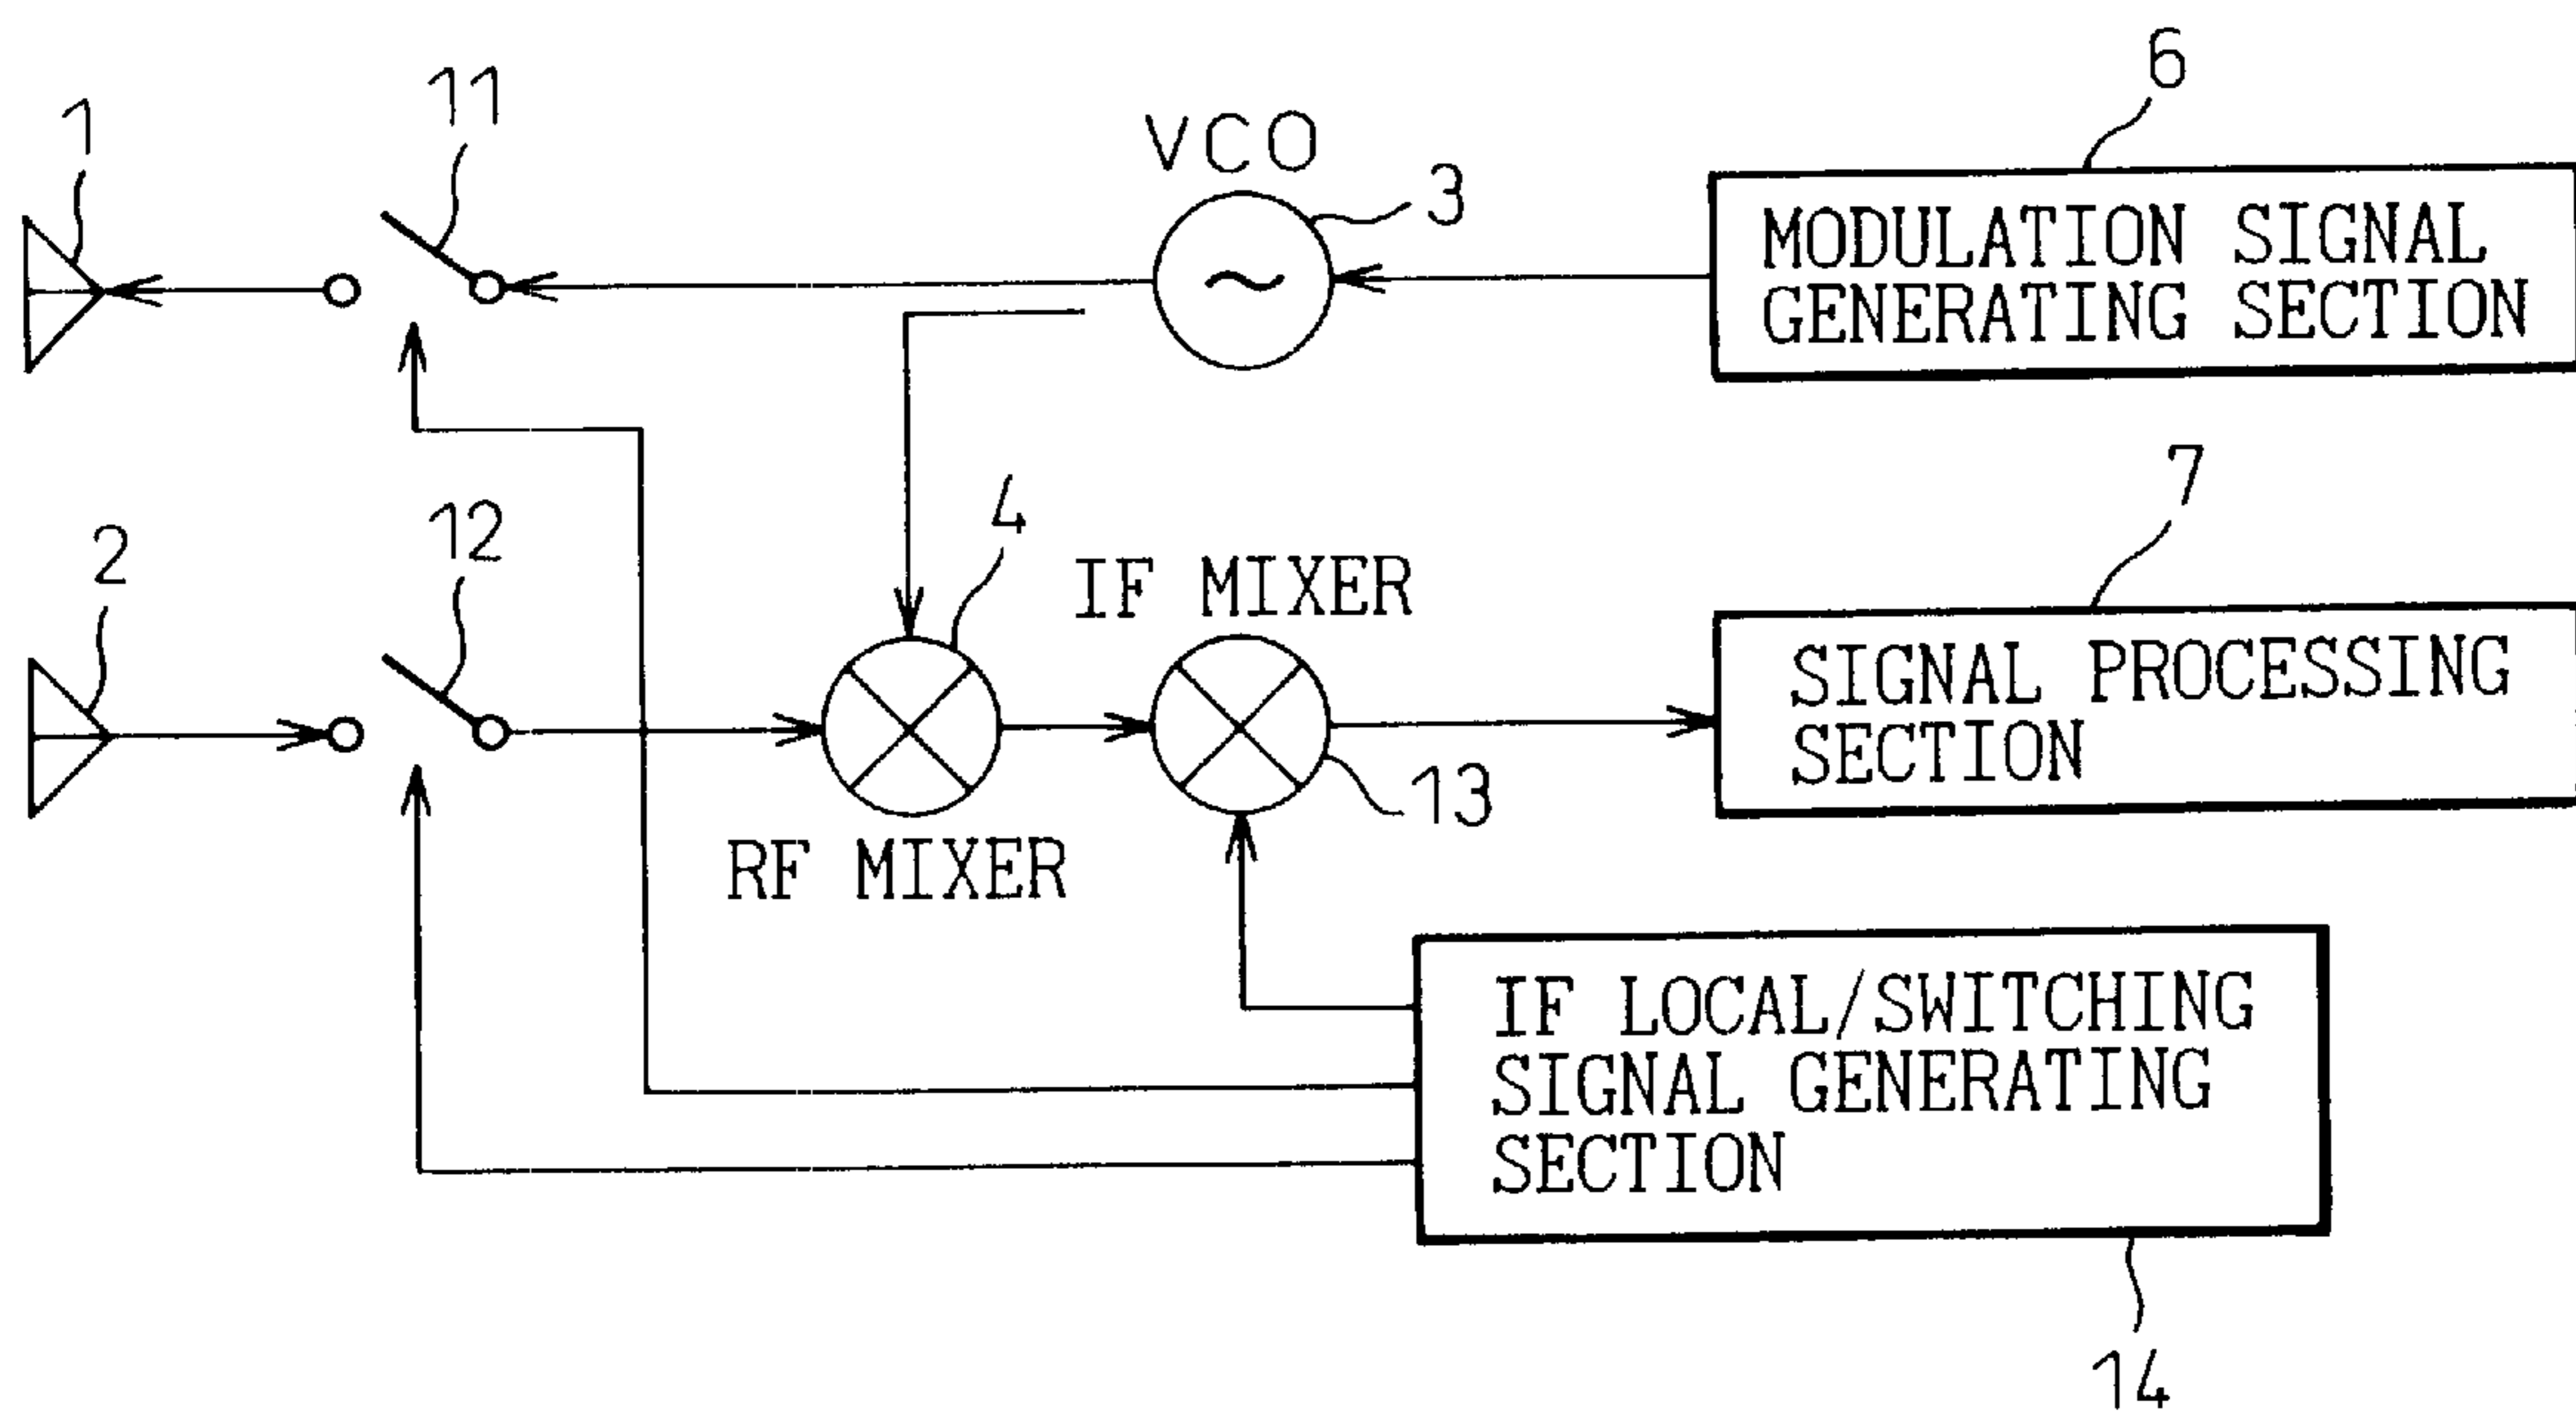 6
11
1
VCO
3
MODULATION SIGNAL
GENERATING SECTION
7
4
12
2
IF MIXER
SIGNAL PROCESSING
SECTION
13
RF MIXER
IF LOCAL/SWITCHING
SIGNAL GENERATING
SECTION
14